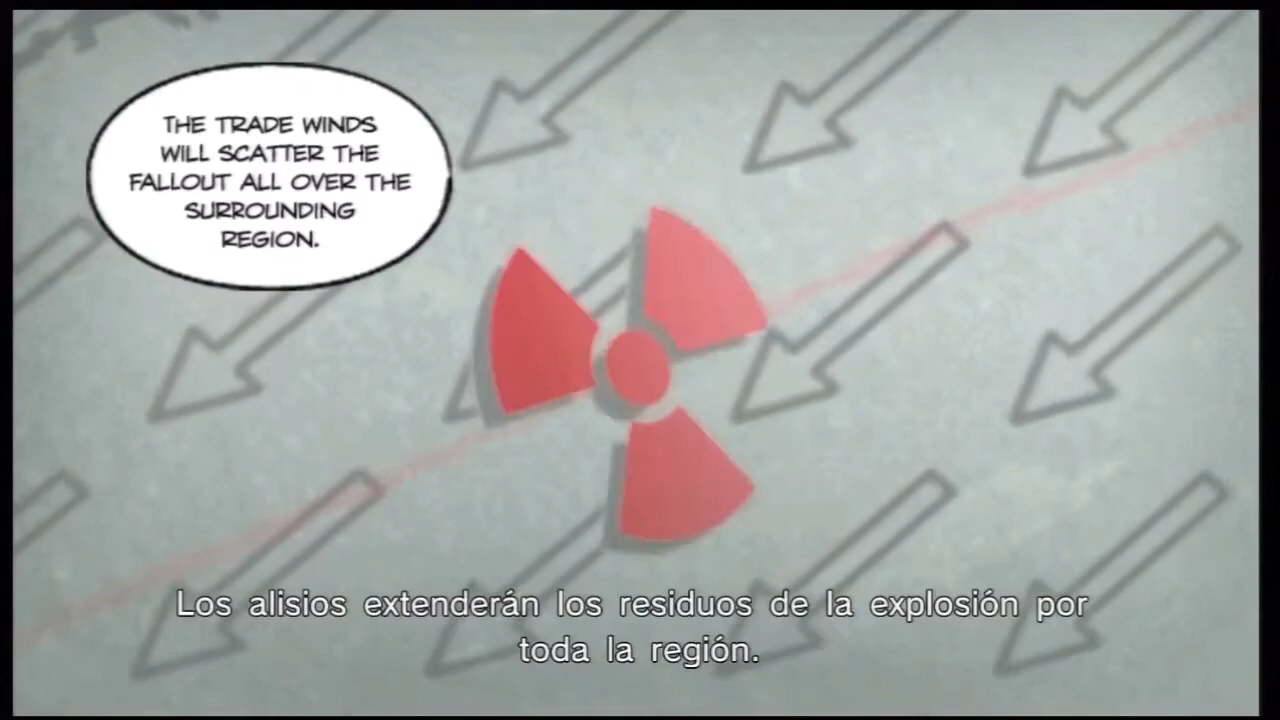 THE TRADE WINDS
WILL SCATTER THE
FALLOUT ALL OVER THE
SURROUNDING
REGION.
Los alisios extenderán los residuos de la explosión por
toda la región.